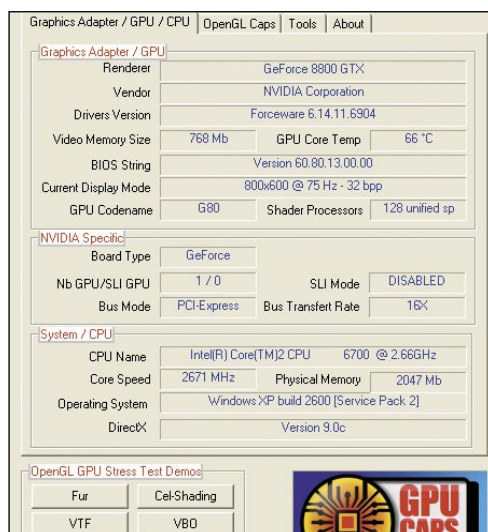 Graphics Adapter / GPU / CPU OpenGL Caps Tools About
Graphics Adapter / GPU
Renderer GeForce 8800 GTX
Vendor NVIDIA Corporation
Drivers Version Forceware 6.14.11.6904
Video Memory Size 768 Mb GPU Core Temp 66 °C
BIOS String Version 60.80.13.00.00
Current Display Mode 800x600 @ 75 Hz - 32 bpp
GPU Codename G80 Shader Processors 128 unified sp
NVIDIA Specific
Board Type GeForce
Nb GPU/SLI GPU 1 / 0 SLI Mode DISABLED
Bus Mode PCI-Express Bus Transfert Rate 16X
System / CPU
CPU Name Intel(R) Core(TM)2 CPU 6700 @ 2.66GHz
Core Speed 2671 MHz Physical Memory 2047 Mb
Operating System Windows XP build 2600 [Service Pack 2]
DirectX Version 9.0c
OpenGL GPU Stress Test Demos
Fur Cel-Shading
VTF VBO
GPU
CAPS